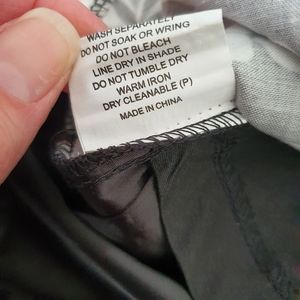 WASH SEPARATELY
DO NOT SOAK OR WRING
DO NOT BLEACH
LINE DRY IN SHADE
DO NOT TUMBLE DRY
WARM IRON
DRY CLEANABLE (P)
MADE IN CHINA